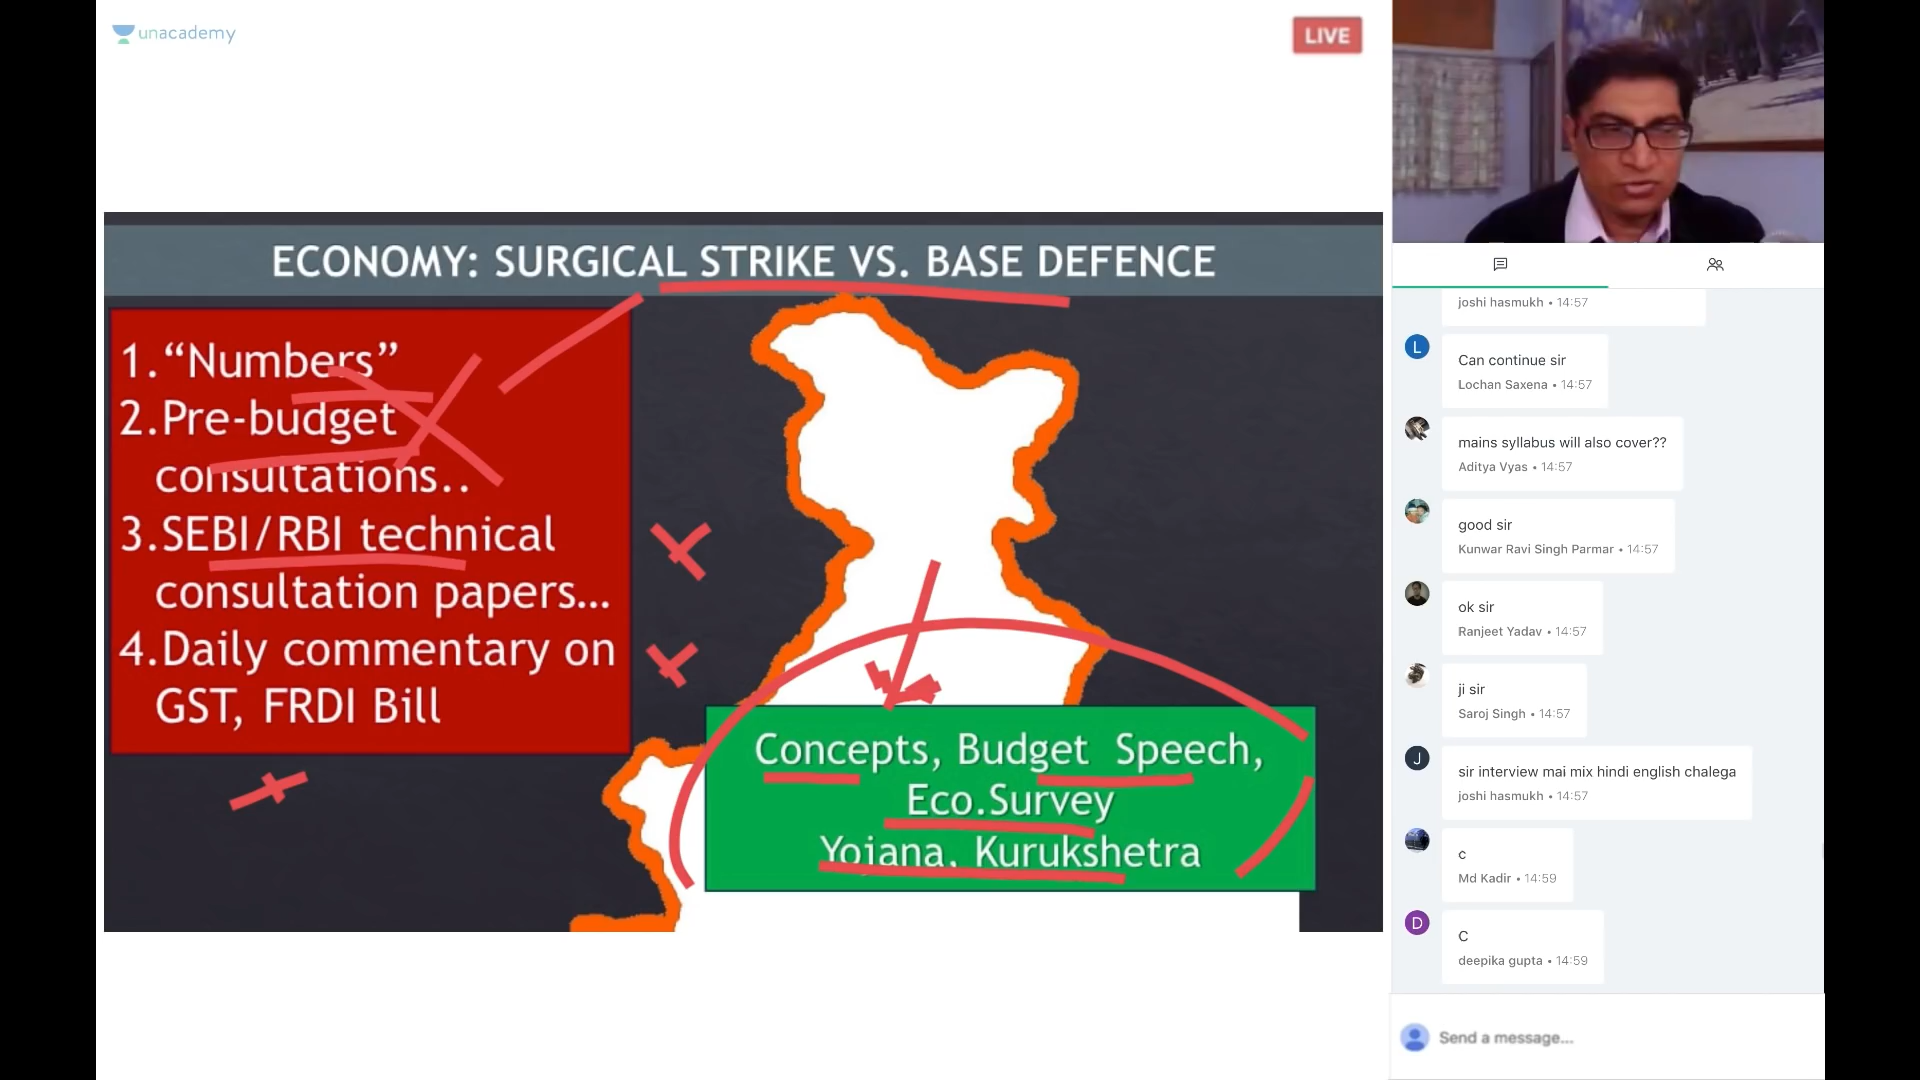 unacademy
LIVE
ECONOMY: SURGICAL STRIKE VS. BASE DEFENCE
1. “Numbers”
2. Pre-budget
consultations..
3. SEBI/RBI technical
consultation papers...
4. Daily commentary on
GST, FRDI Bill
Concepts, Budget Speech,
Eco.Survey
Yojana, Kurukshetra
joshi hasmukh • 14:57
L
Can continue sir
Lochan Saxena • 14:57
mains syllabus will also cover??
Aditya Vyas • 14:57
good sir
Kunwar Ravi Singh Parmar • 14:57
ok sir
Ranjeet Yadav • 14:57
ji sir
Saroj Singh • 14:57
J
sir interview mai mix hindi english chalega
joshi hasmukh • 14:57
c
Md Kadir • 14:59
D
C
deepika gupta • 14:59
Send a message...